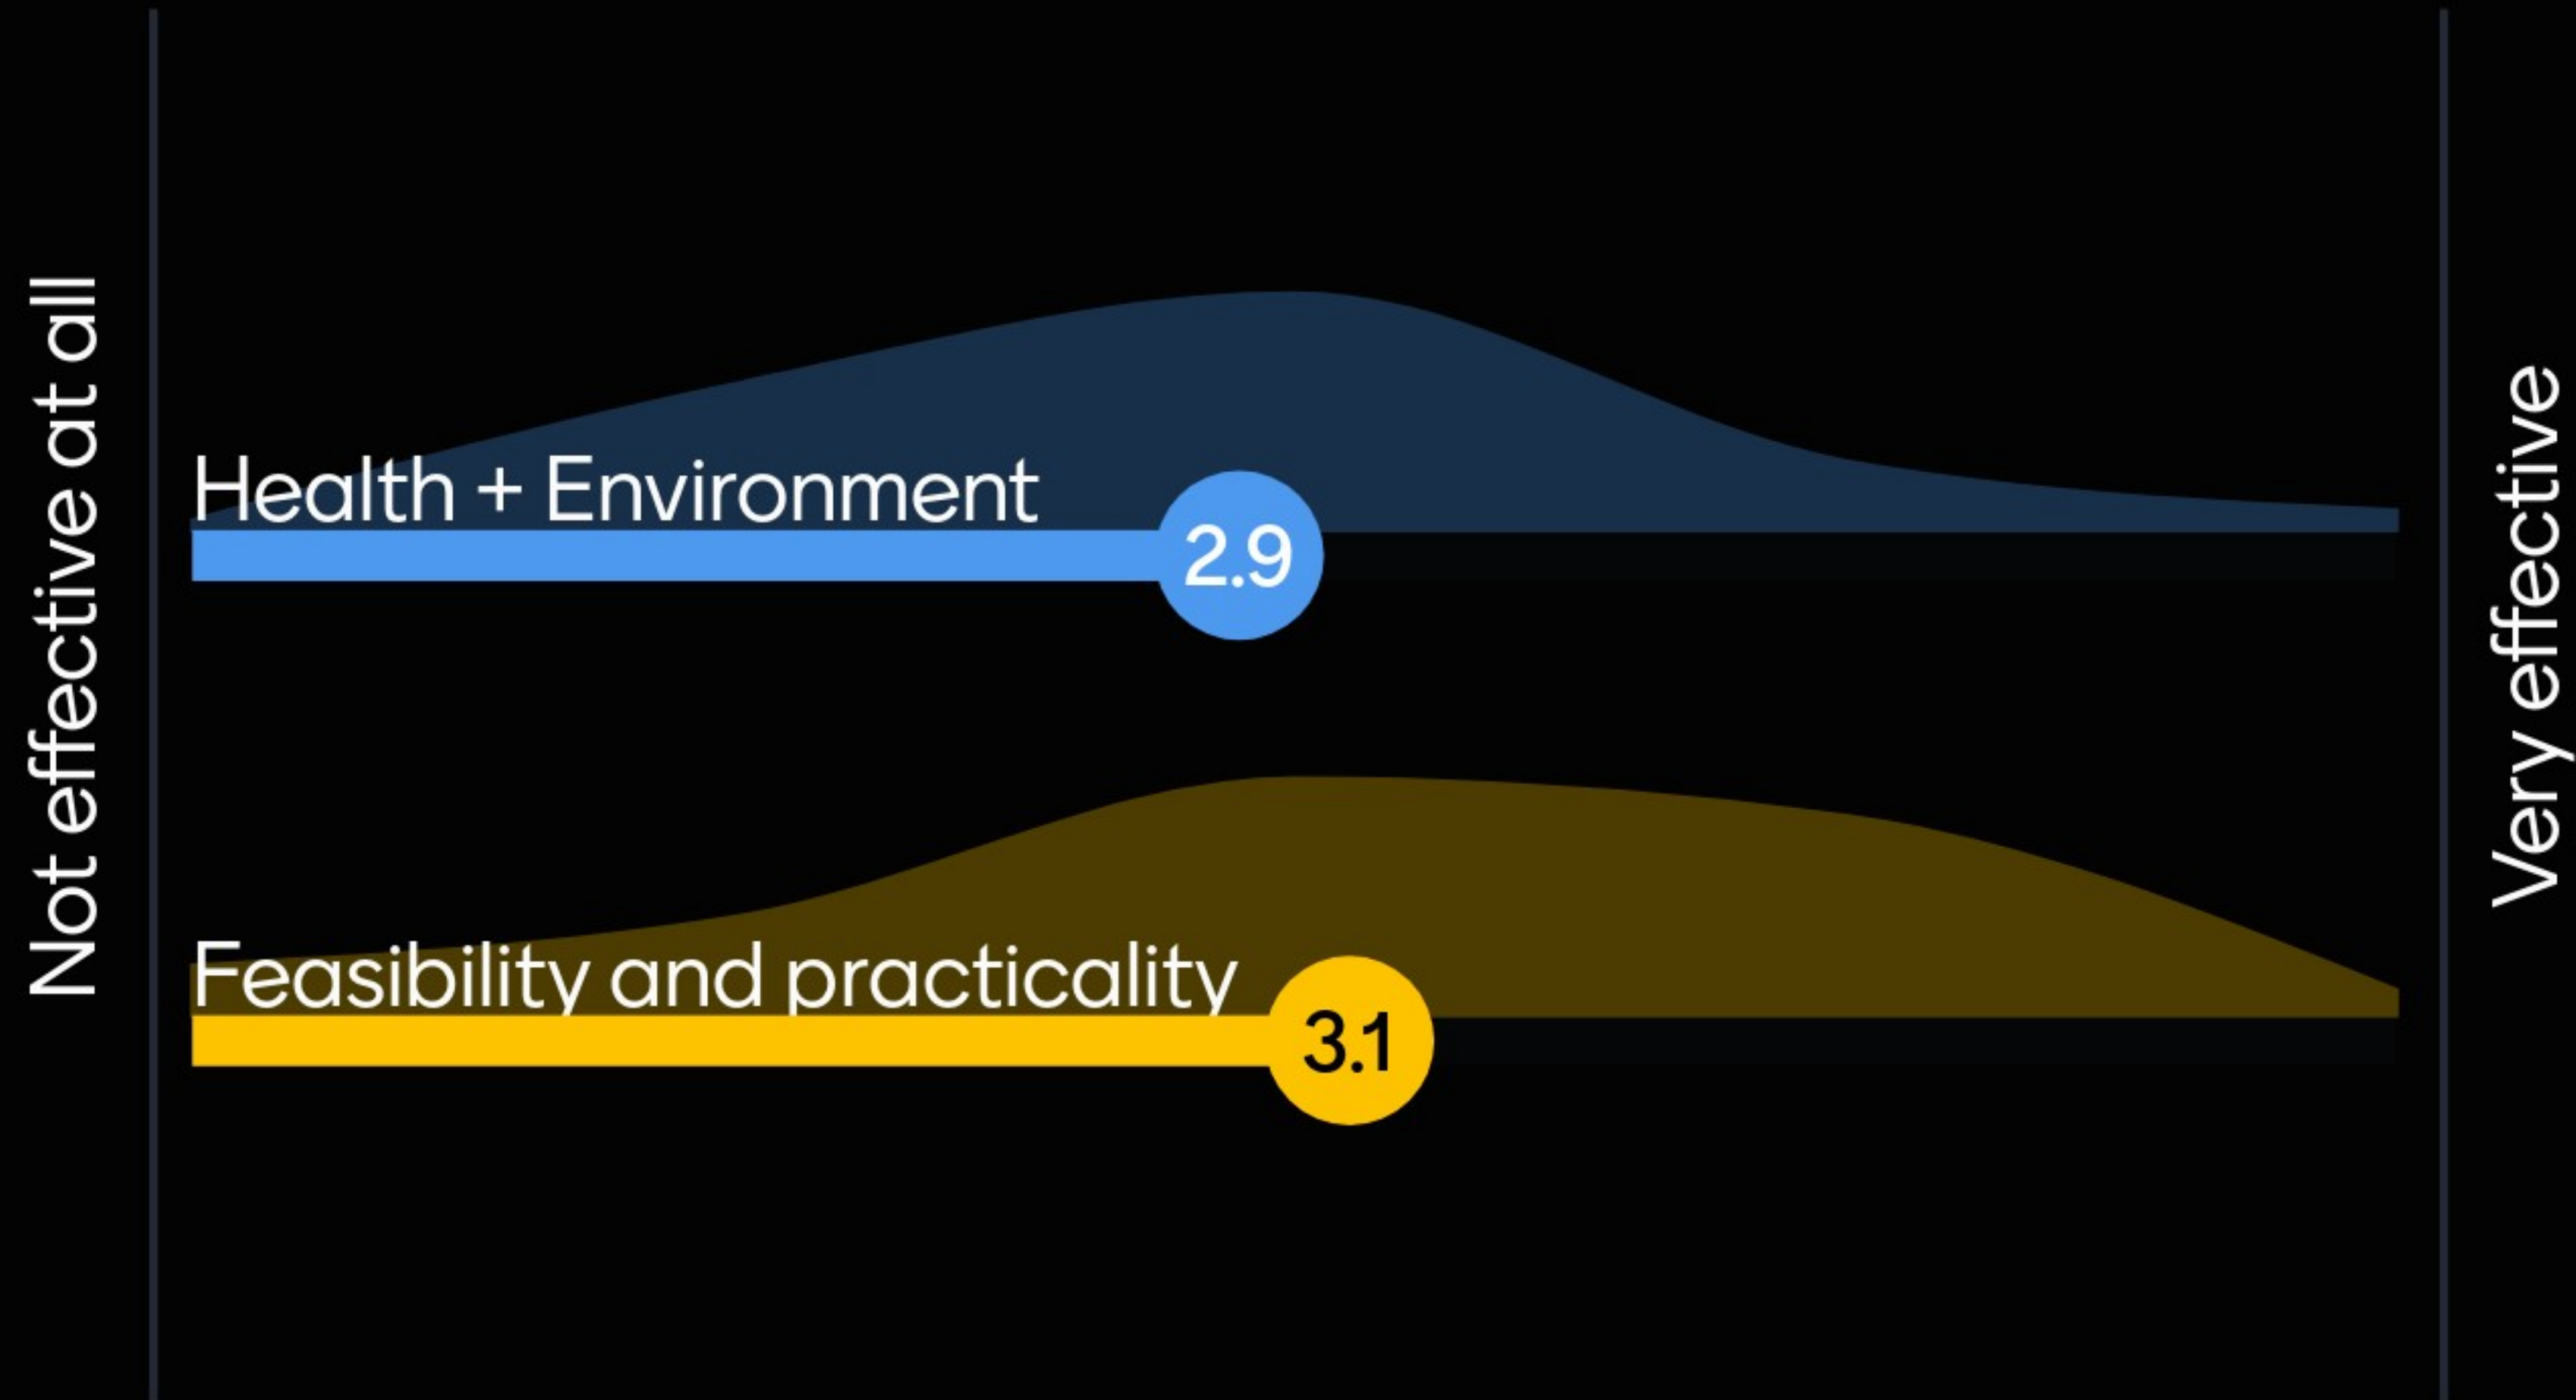 Not effective at all
Health + Environment
2.9
Feasibility and practicality
3.1
Very effective